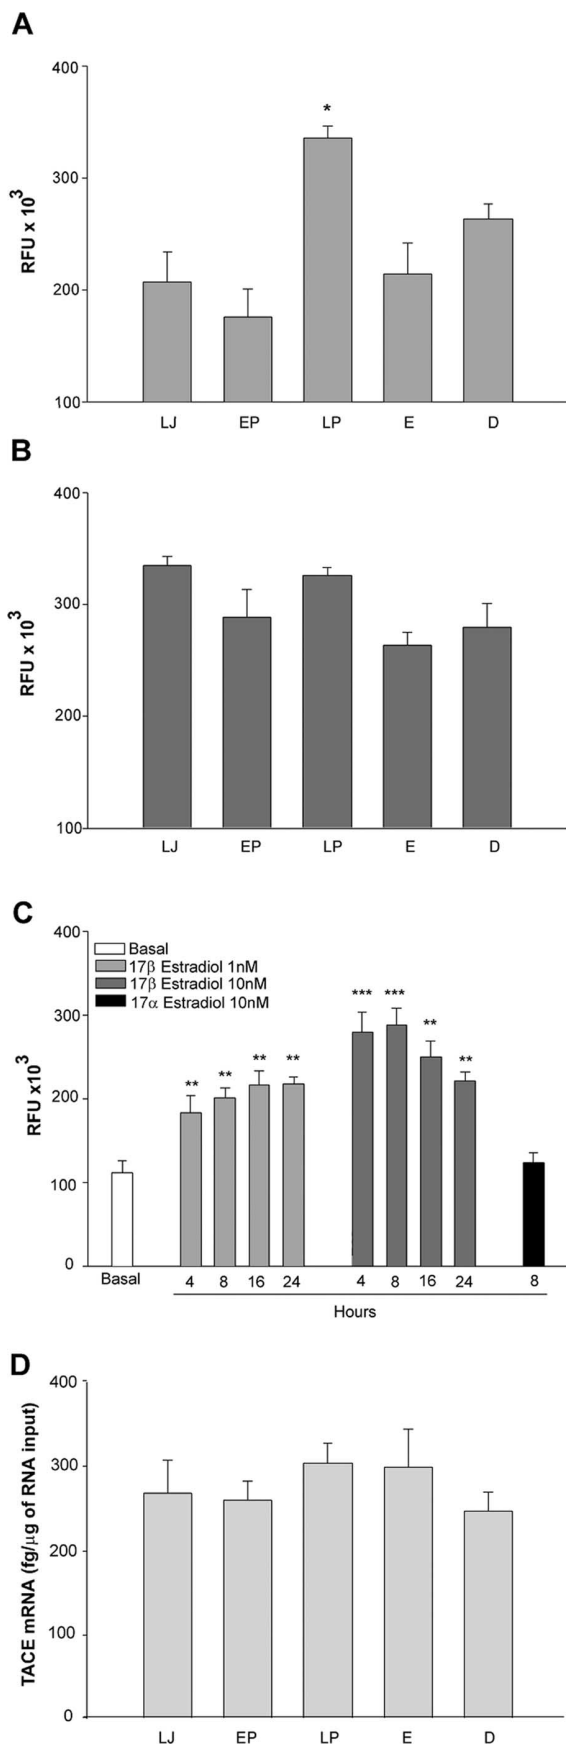 A
RFU x 10³
400
300
200
100
*
LJ EP LP E D
B
RFU x 10³
400
300
200
100
LJ EP LP E D
C
RFU x10³
400
300
200
100
0
Basal
17β Estradiol 1nM
17β Estradiol 10nM
17α Estradiol 10nM
** ** ** ** *** *** ** **
Basal 4 8 16 24 4 8 16 24 8
Hours
D
TACE mRNA (fg/µg of RNA input)
400
300
200
100
0
LJ EP LP E D